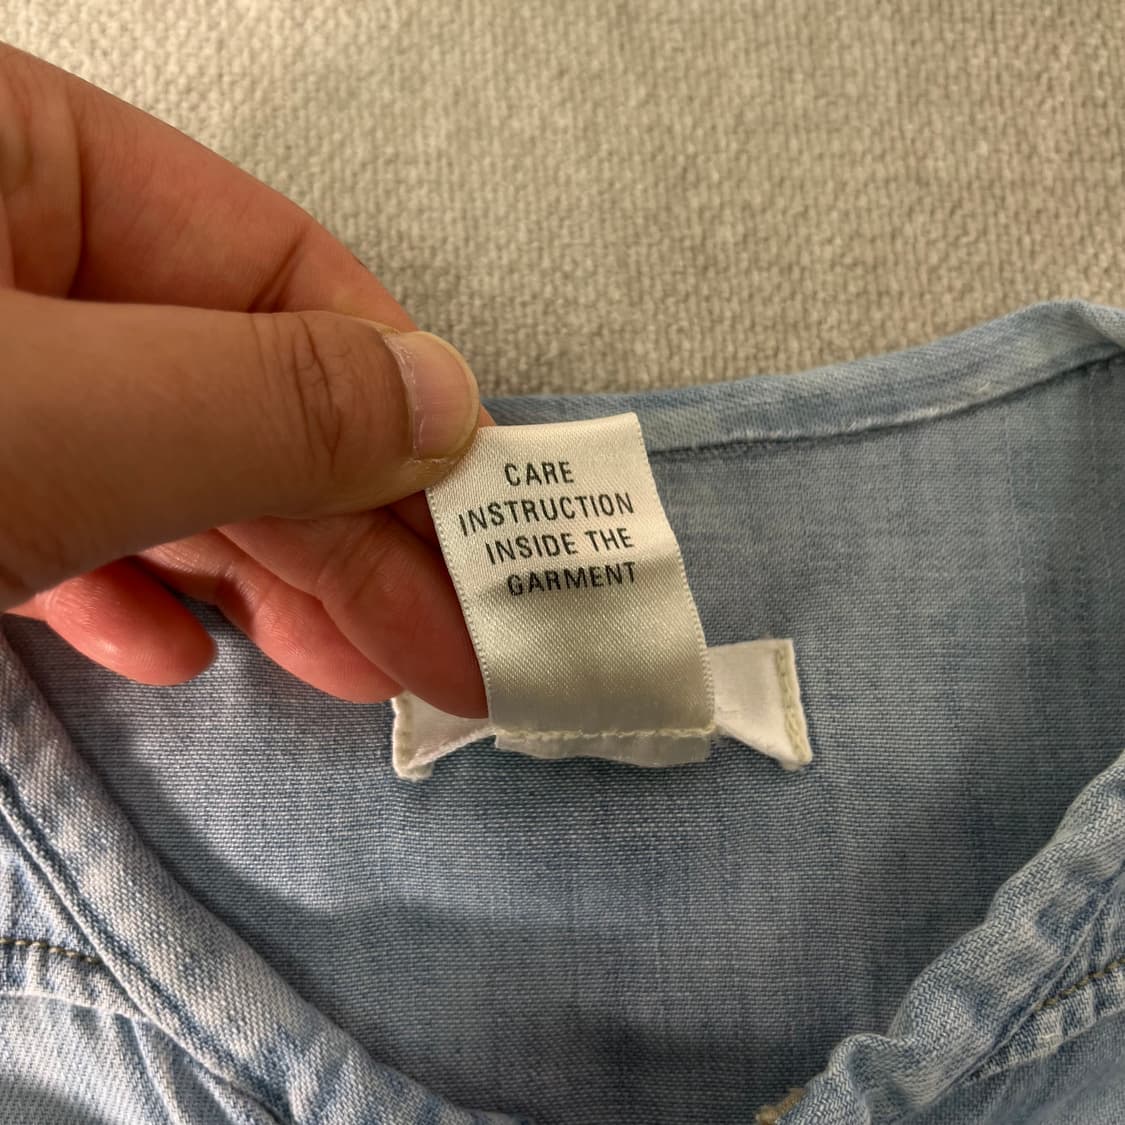 CARE
INSTRUCTION
INSIDE THE
GARMENT